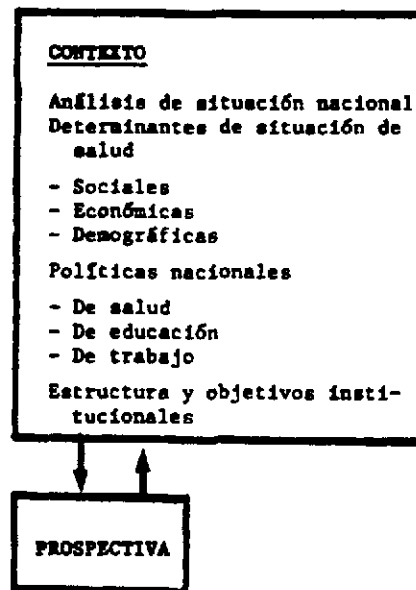 CONTEXTO
Análisis de situación nacional
Determinantes de situación de
salud
- Sociales
- Económicas
- Demográficas
Políticas nacionales
- De salud
- De educación
- De trabajo
Estructura y objetivos insti-
tucionales
PROSPECTIVA